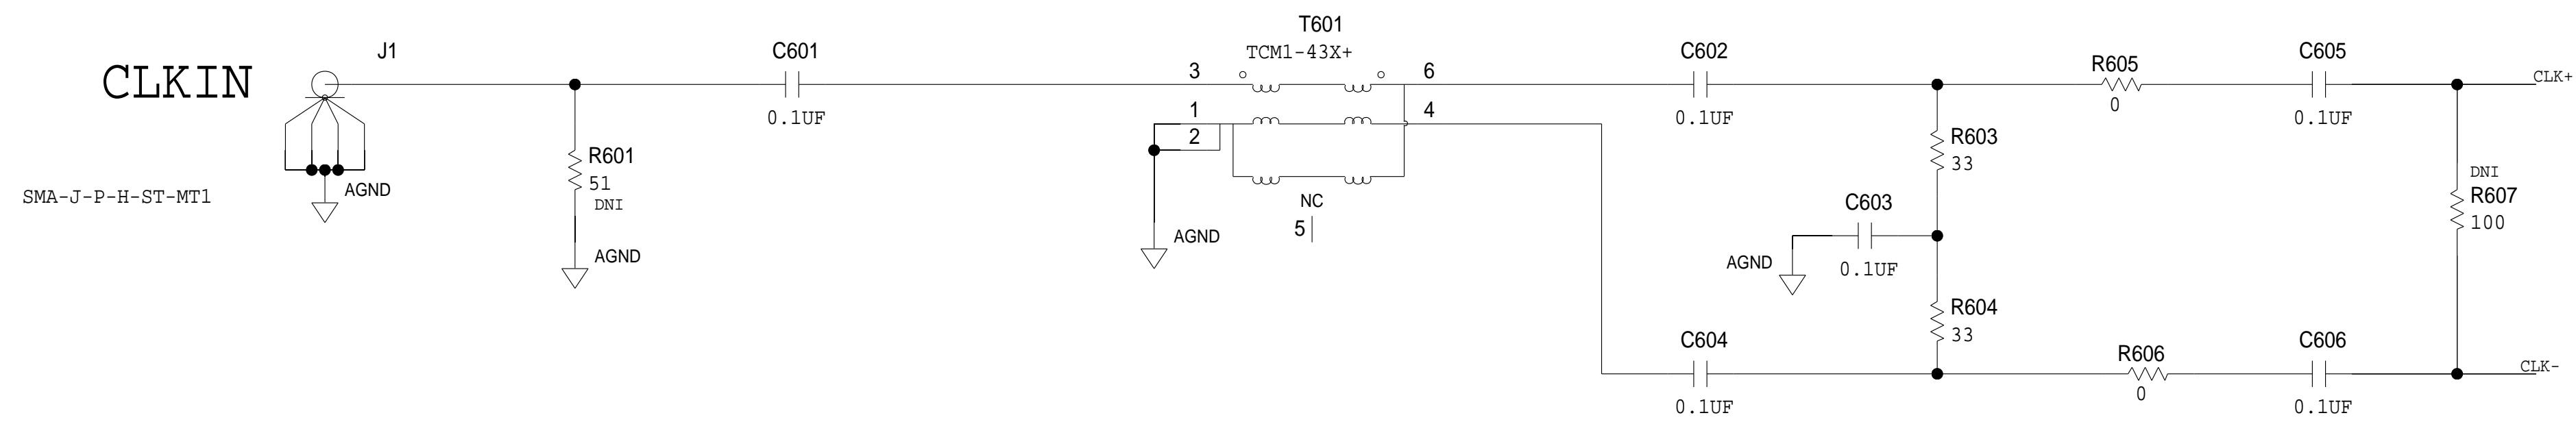 CLKIN
J1
SMA-J-P-H-ST-MT1
AGND
R601
51
DNI
AGND
C601
0.1UF
T601
TCM1-43X+
3
6
1
4
2
NC
5
AGND
C602
0.1UF
R603
33
C603
0.1UF
AGND
R604
33
C604
0.1UF
R605
0
C605
0.1UF
CLK+
DNI
R607
100
R606
0
C606
0.1UF
CLK-